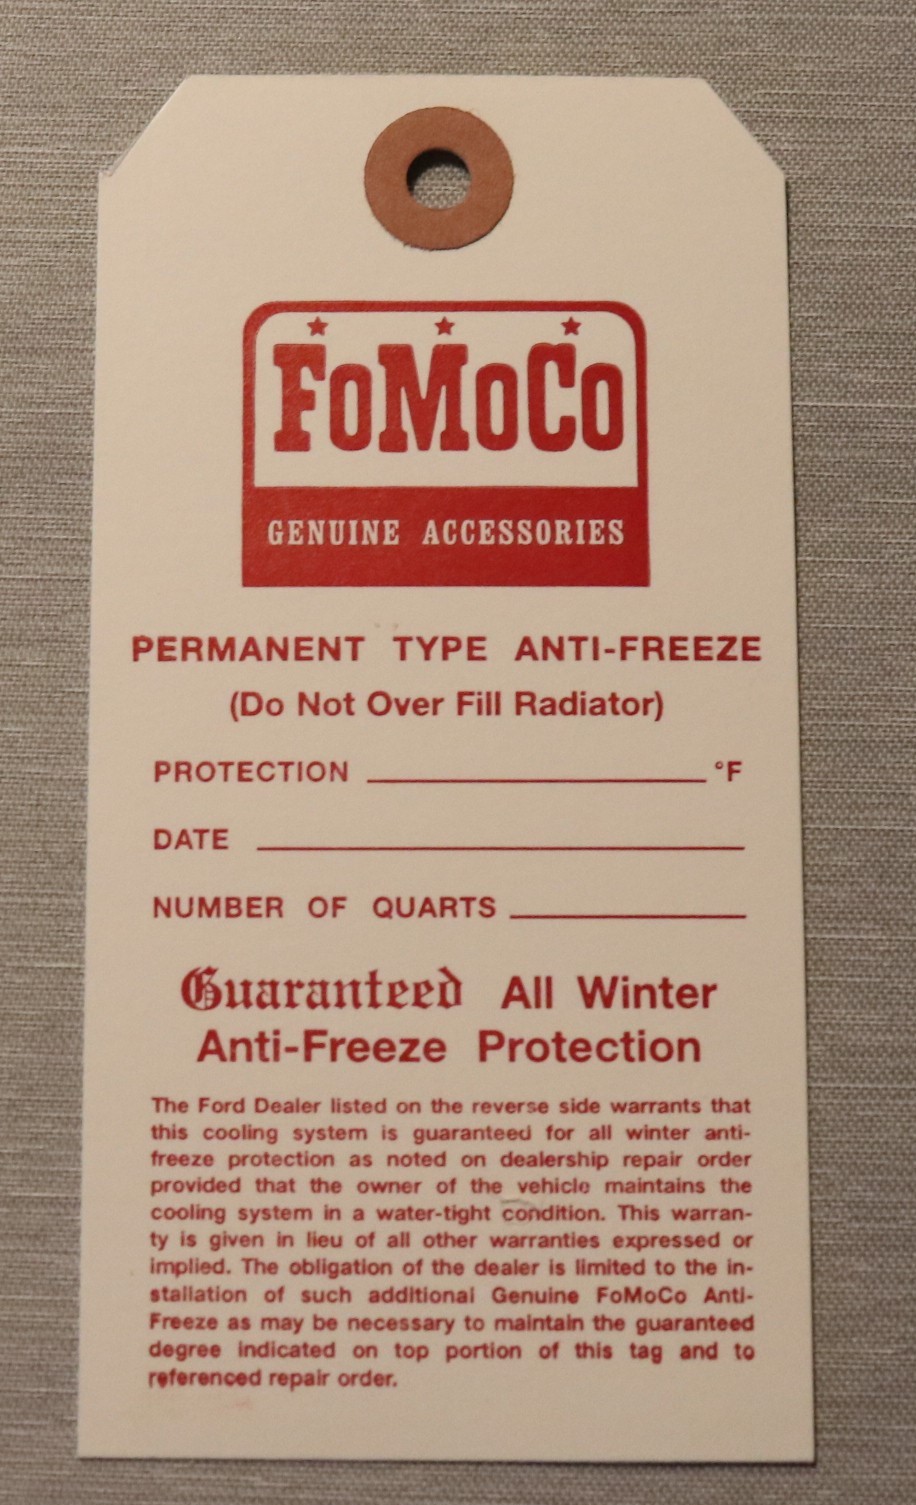 FoMoCo
GENUINE ACCESSORIES
PERMANENT TYPE ANTI-FREEZE
(Do Not Over Fill Radiator)
PROTECTION °F
DATE
NUMBER OF QUARTS
Guaranteed All Winter
Anti-Freeze Protection
The Ford Dealer listed on the reverse side warrants that
this cooling system is guaranteed for all winter anti-
freeze protection as noted on dealership repair order
provided that the owner of the vehicle maintains the
cooling system in a water-tight condition. This warran-
ty is given in lieu of all other warranties expressed or
implied. The obligation of the dealer is limited to the in-
stallation of such additional Genuine FoMoCo Anti-
Freeze as may be necessary to maintain the guaranteed
degree indicated on top portion of this tag and to
referenced repair order.